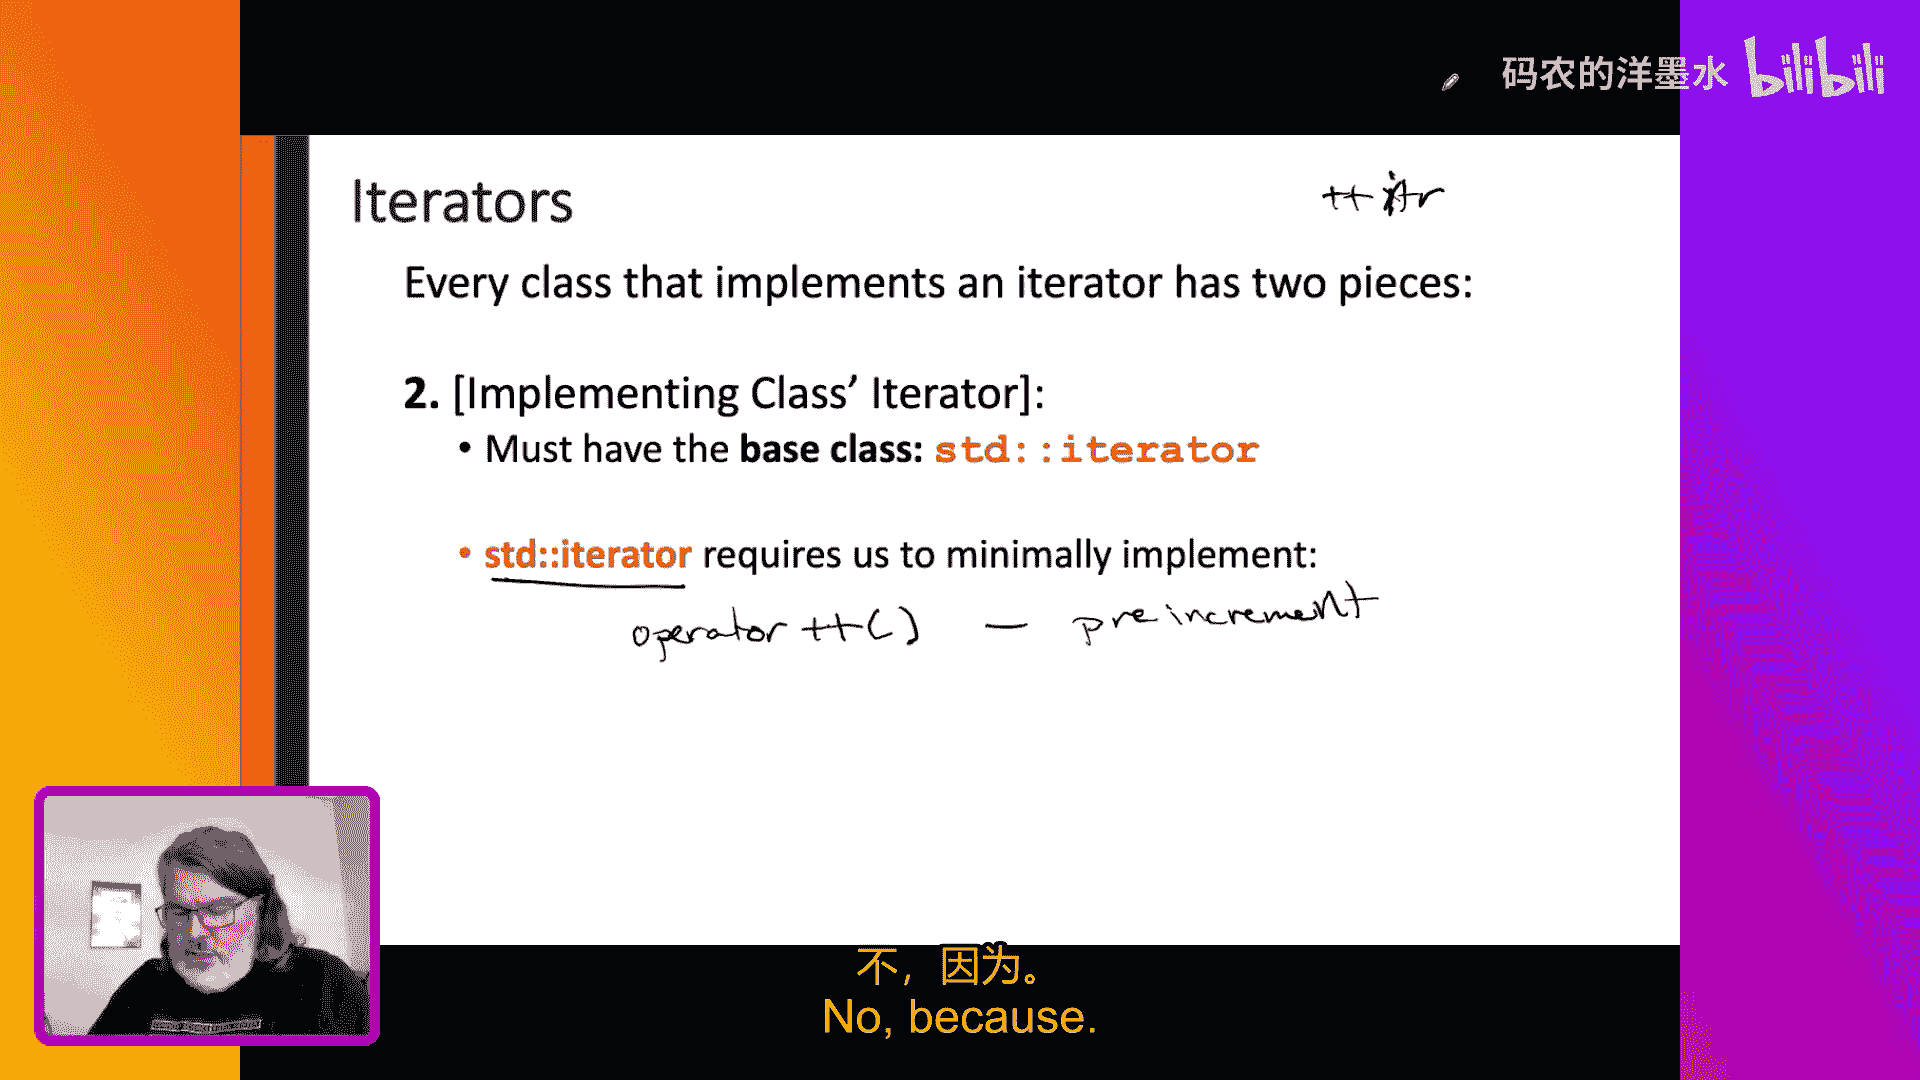 码农的洋墨水 bilibili
Iterators
++ itr
Every class that implements an iterator has two pieces:
2. [Implementing Class’ Iterator]:
• Must have the base class: std::iterator
• std::iterator requires us to minimally implement:
operator ++() — preincrement
不，因为。
No, because.